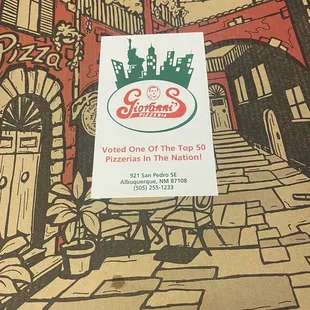 Pizza
Giovanni's
PIZZERIA
Voted One Of The Top 50
Pizzerias In The Nation!
921 San Pedro SE
Albuquerque, NM 87108
(505) 255-1233